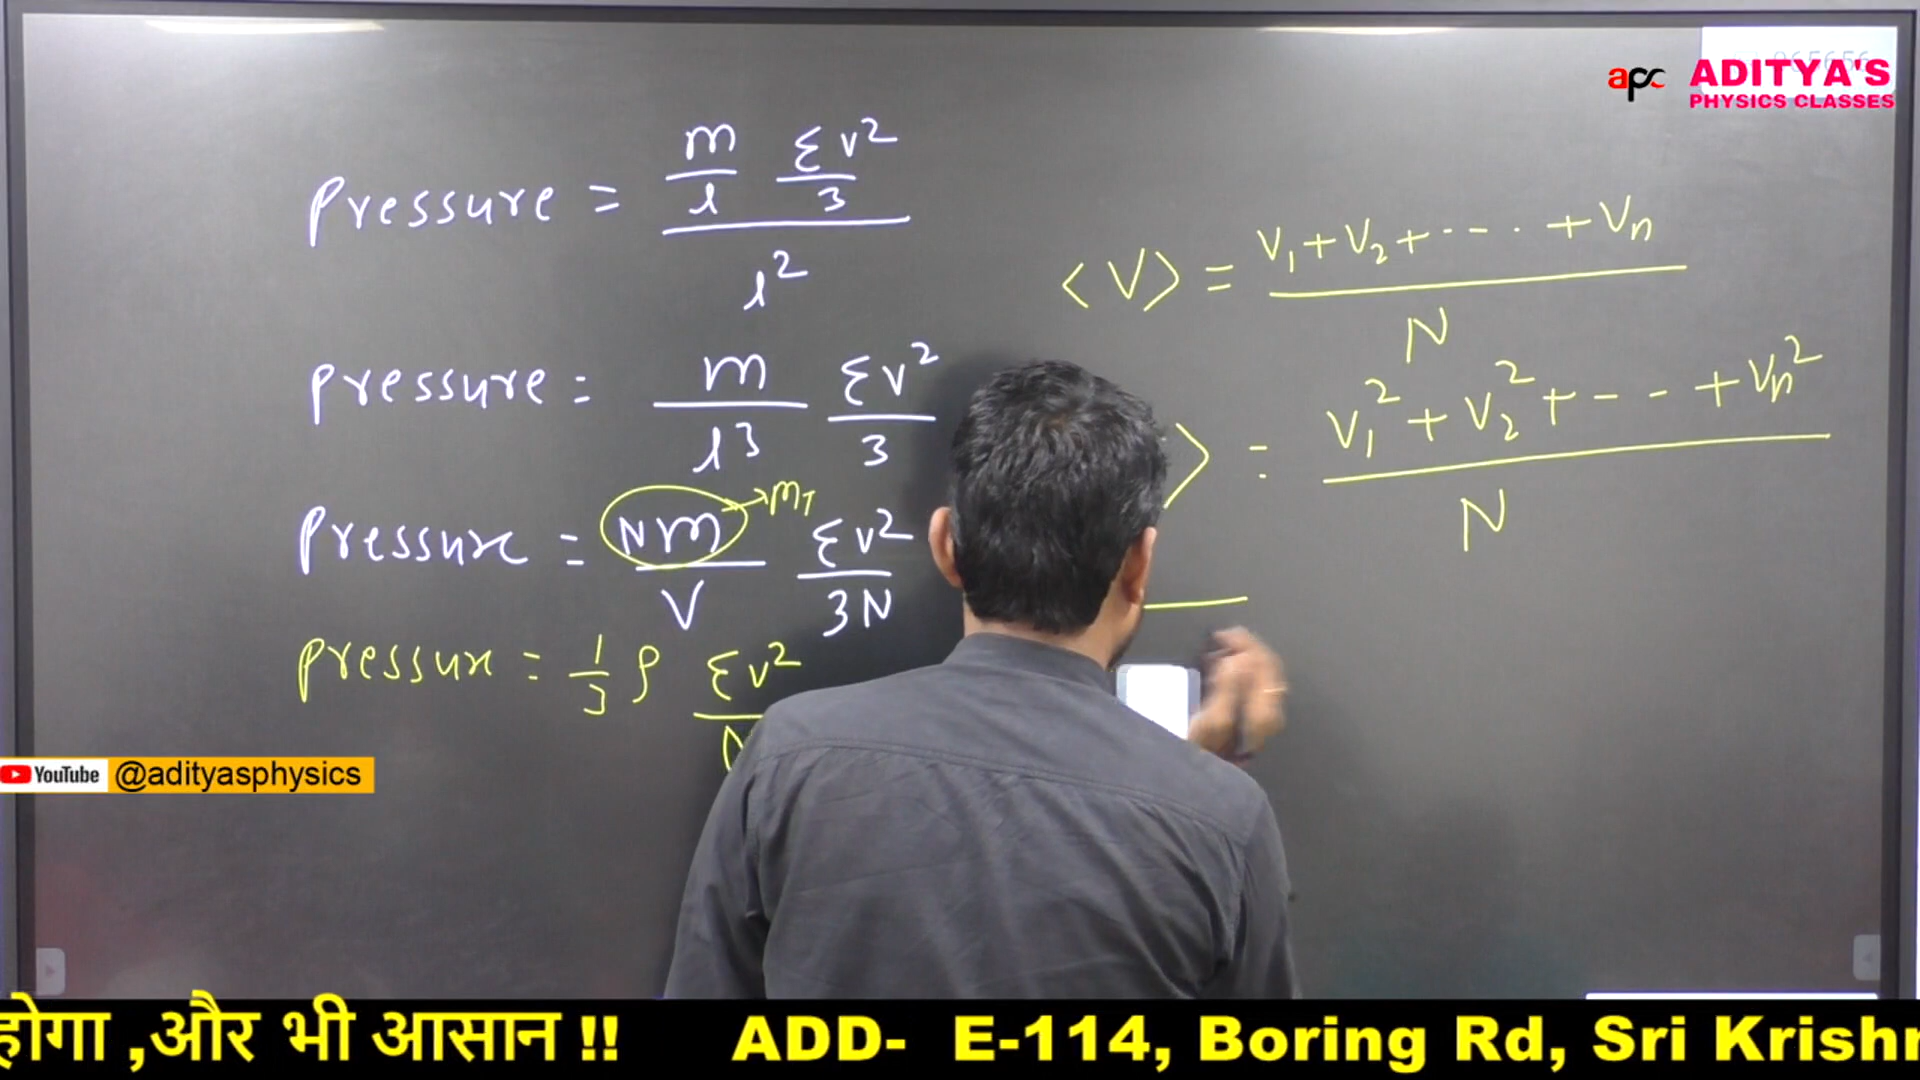 apc ADITYA'S
PHYSICS CLASSES
Pressure = m/l Σv²/3 / l²
Pressure = m/l³ Σv²/3
Pressure = Nm/V Σv²/3N
→ m_T
Pressure = 1/3 ρ Σv²/N
<V> = V₁+V₂+----+Vn / N
> = V₁²+V₂²+---+Vn² / N
YouTube @adityasphysics
होगा ,और भी आसान !! ADD- E-114, Boring Rd, Sri Krishn